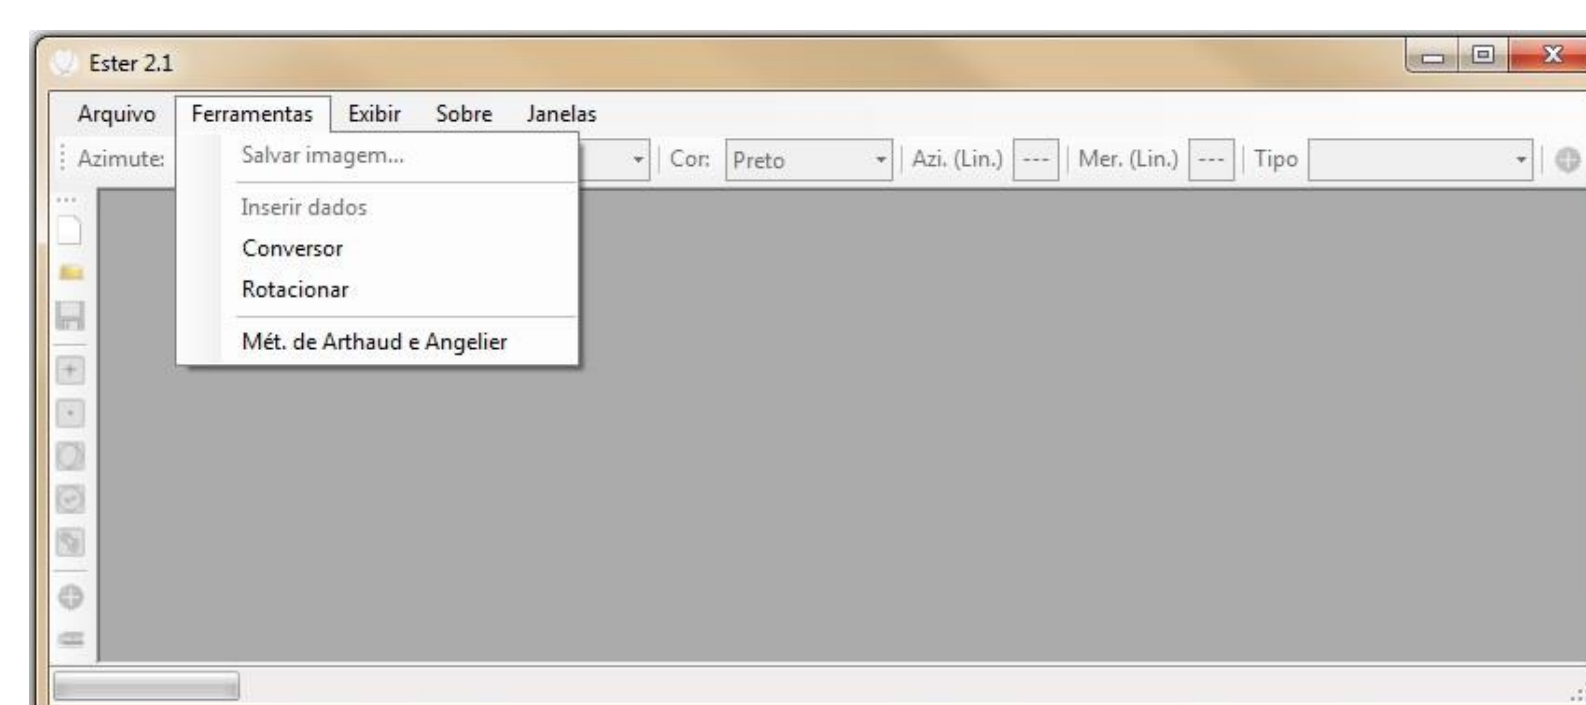 Ester 2.1
Arquivo Ferramentas Exibir Sobre Janelas
Azimute: Cor: Preto Azi. (Lin.) --- Mer. (Lin.) --- Tipo
Salvar imagem...
Inserir dados
Conversor
Rotacionar
Mét. de Arthaud e Angelier